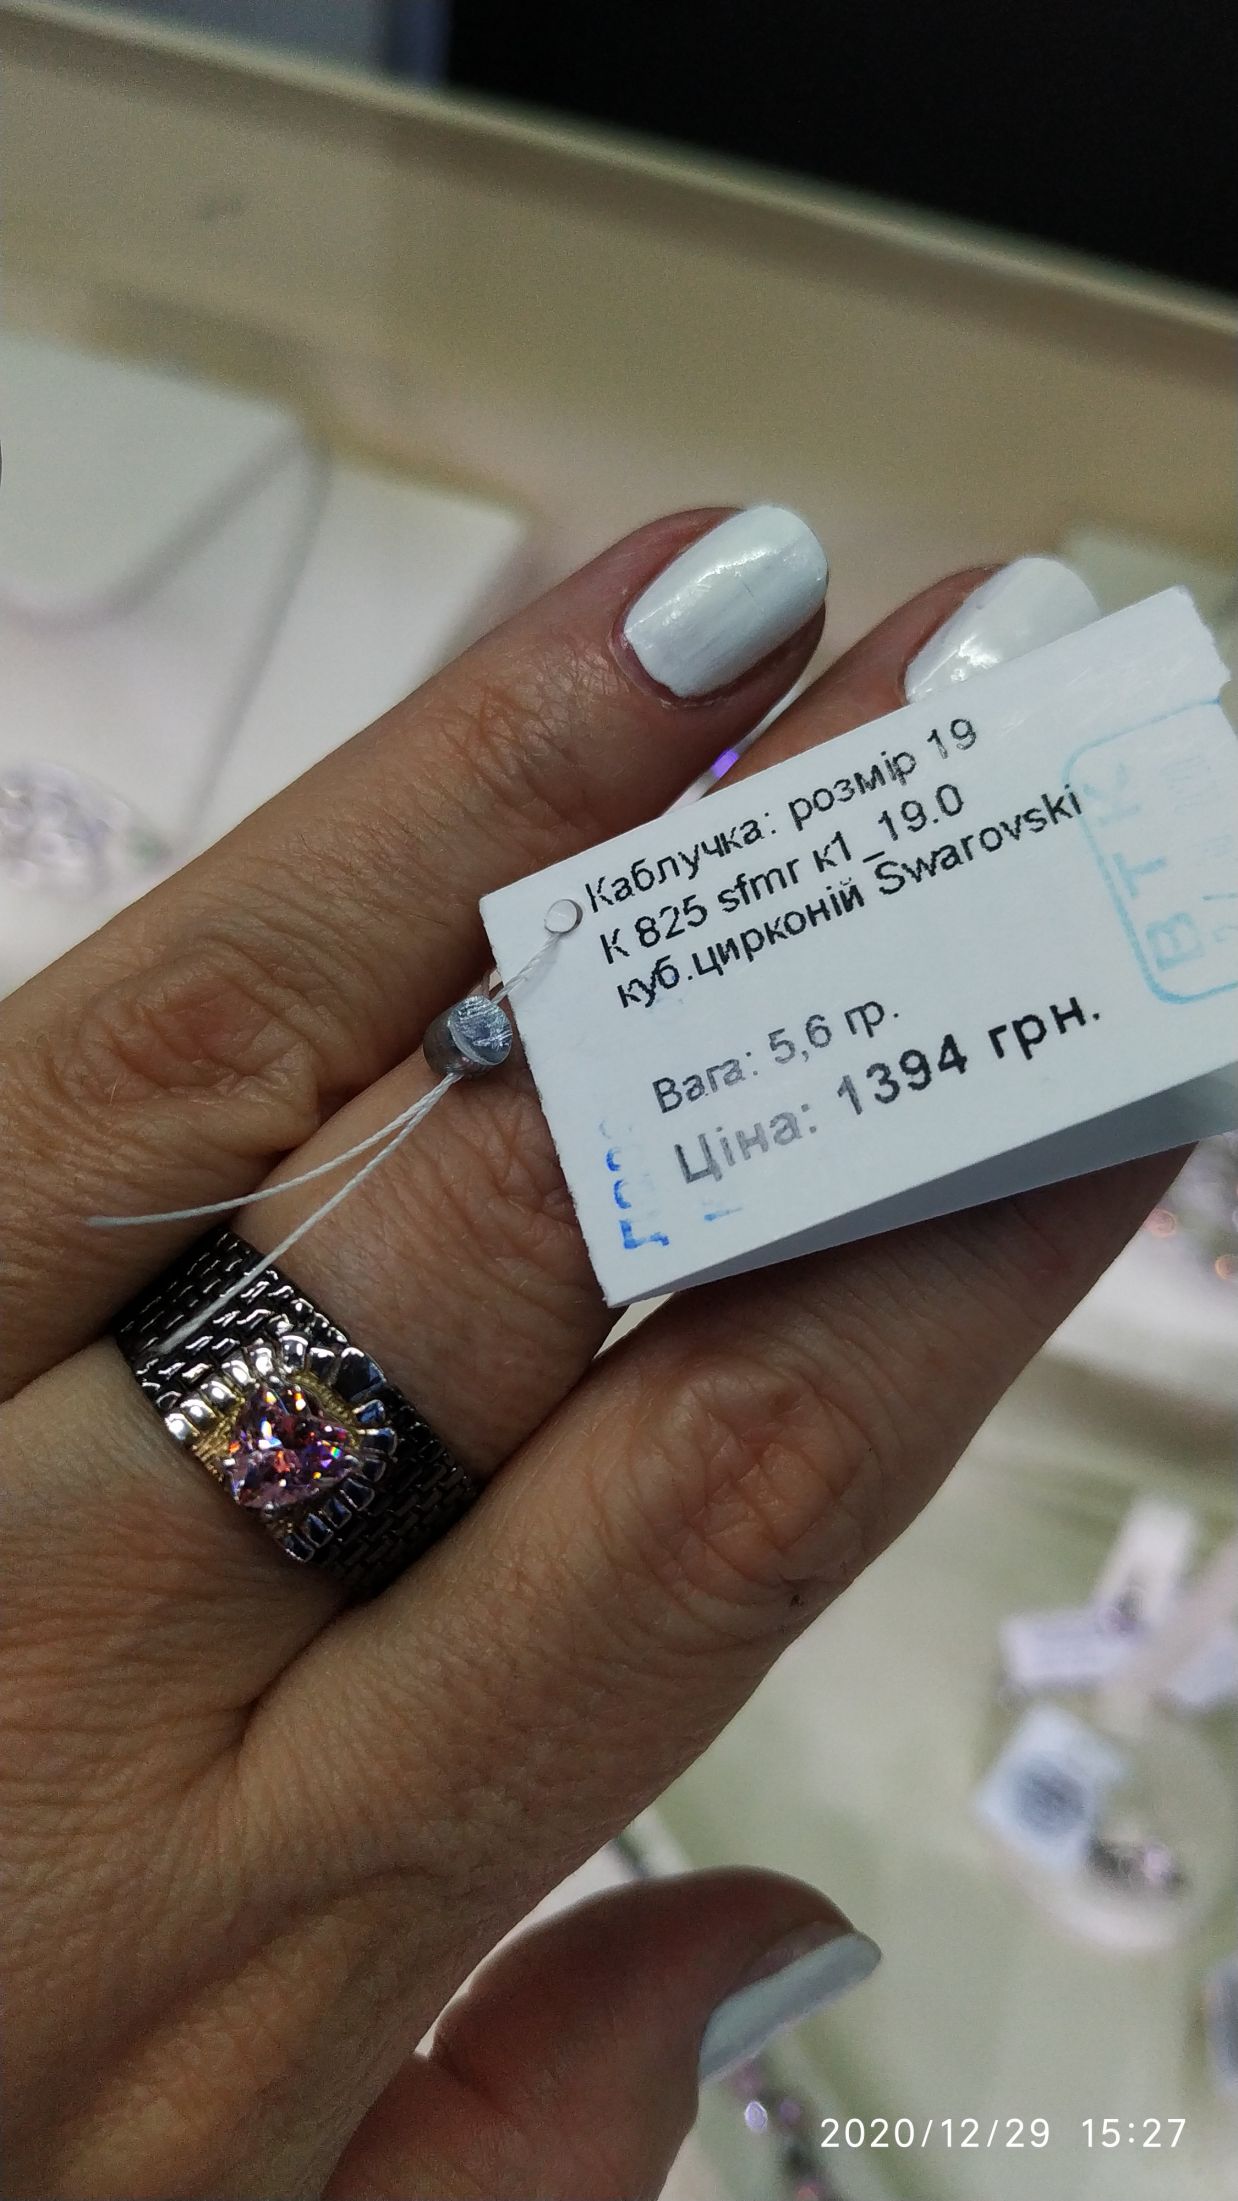 Каблучка: розмір 19
К 825 sfmr к1_19.0
куб.цирконій Swarovski
Вага: 5,6 гр.
Ціна: 1394 грн.
ВТК
2020/12/29 15:27